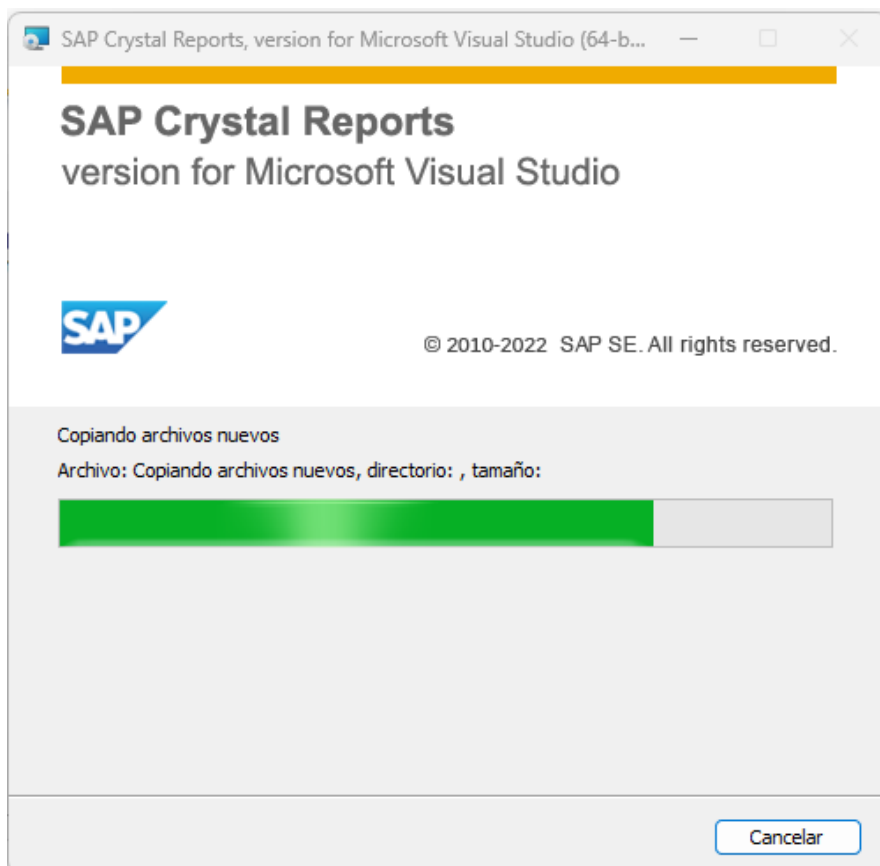 SAP Crystal Reports, version for Microsoft Visual Studio (64-b...
SAP Crystal Reports
version for Microsoft Visual Studio
SAP
© 2010-2022 SAP SE. All rights reserved.
Copiando archivos nuevos
Archivo: Copiando archivos nuevos, directorio: , tamaño:
Cancelar